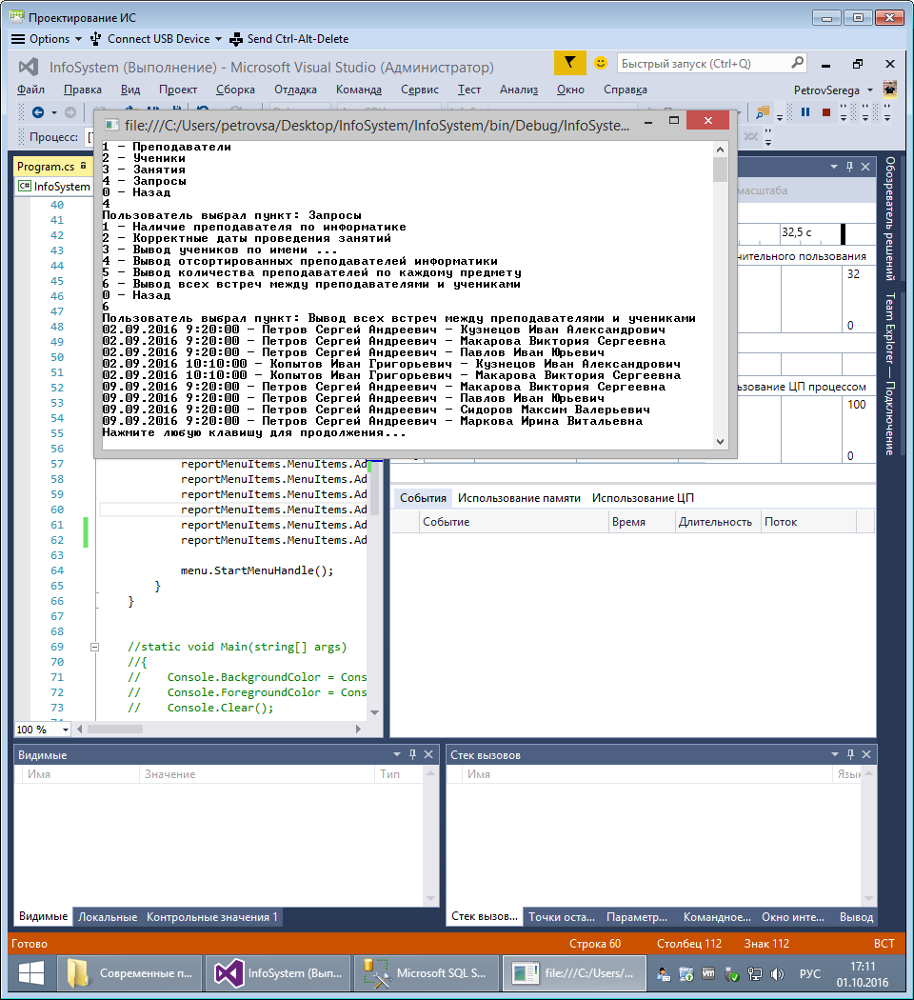 Проектирование ИС
Options Connect USB Device Send Ctrl-Alt-Delete
InfoSystem (Выполнение) - Microsoft Visual Studio (Администратор)
Быстрый запуск (Ctrl+Q)
Файл Правка Вид Проект Сборка Отладка Команда Сервис Тест Анализ Окно Справка
PetrovSerega
Процесс:
file:///C:/Users/petrovsa/Desktop/InfoSystem/InfoSystem/bin/Debug/InfoSyste...
1 - Преподаватели
2 - Ученики
3 - Занятия
4 - Запросы
0 - Назад
4
Пользователь выбрал пункт: Запросы
1 - Наличие преподавателя по информатике
2 - Корректные даты проведения занятий
3 - Вывод учеников по имени ...
4 - Вывод отсортированных преподавателей информатики
5 - Вывод количества преподавателей по каждому предмету
6 - Вывод всех встреч между преподавателями и учениками
0 - Назад
6
Пользователь выбрал пункт: Вывод всех встреч между преподавателями и учениками
02.09.2016 9:20:00 - Петров Сергей Андреевич - Кузнецов Иван Александрович
02.09.2016 9:20:00 - Петров Сергей Андреевич - Макарова Виктория Сергеевна
02.09.2016 9:20:00 - Петров Сергей Андреевич - Павлов Иван Юрьевич
02.09.2016 10:10:00 - Копытов Иван Григорьевич - Кузнецов Иван Александрович
02.09.2016 10:10:00 - Копытов Иван Григорьевич - Макарова Виктория Сергеевна
09.09.2016 9:20:00 - Петров Сергей Андреевич - Макарова Виктория Сергеевна
09.09.2016 9:20:00 - Петров Сергей Андреевич - Павлов Иван Юрьевич
09.09.2016 9:20:00 - Петров Сергей Андреевич - Сидоров Максим Валерьевич
09.09.2016 9:20:00 - Петров Сергей Андреевич - Маркова Ирина Витальевна
Нажмите любую клавишу для продолжения...
Program.cs
InfoSystem
масштаба
32,5 с
чительного пользования
32
0
ьзование ЦП процессом
100
0
Обозреватель решений
Team Explorer — Подключение
40
41
42
43
44
45
46
47
48
49
50
51
52
53
54
55
56
57 reportMenuItems.MenuItems.Ad
58 reportMenuItems.MenuItems.Ad
59 reportMenuItems.MenuItems.Ad
60 reportMenuItems.MenuItems.Ad
61 reportMenuItems.MenuItems.Ad
62 reportMenuItems.MenuItems.Ad
63
64 menu.StartMenuHandle();
65 }
66 }
67
68
69 //static void Main(string[] args)
70 //{
71 // Console.BackgroundColor = Cons
72 // Console.ForegroundColor = Cons
73 // Console.Clear();
100 %
События Использование памяти Использование ЦП
Событие Время Длительность Поток
Видимые
Имя Значение Тип
Видимые Локальные Контрольные значения 1
Стек вызовов
Имя Язык
Стек вызов... Точки оста... Параметр... Командное... Окно инте... Вывод
Готово Строка 60 Столбец 112 Знак 112 ВСТ
Современные п... InfoSystem (Вып... Microsoft SQL S... file:///C:/Users/...
РУС
17:11
01.10.2016